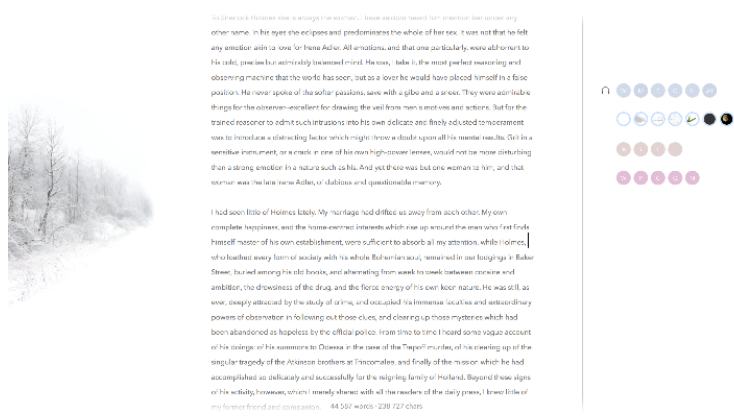 To Sherlock Holmes she is always the woman. I have seldom heard him mention her under any
other name. In his eyes she eclipses and predominates the whole of her sex. It was not that he felt
any emotion akin to love for Irene Adler. All emotions, and that one particularly, were abhorrent to
his cold, precise but admirably balanced mind. He was, I take it, the most perfect reasoning and
observing machine that the world has seen, but as a lover he would have placed himself in a false
position. He never spoke of the softer passions, save with a gibe and a sneer. They were admirable
things for the observer-excellent for drawing the veil from men's motives and actions. But for the
trained reasoner to admit such intrusions into his own delicate and finely adjusted temperament
was to introduce a distracting factor which might throw a doubt upon all his mental results. Grit in a
sensitive instrument, or a crack in one of his own high-power lenses, would not be more disturbing
than a strong emotion in a nature such as his. And yet there was but one woman to him, and that
woman was the late Irene Adler, of dubious and questionable memory.
I had seen little of Holmes lately. My marriage had drifted us away from each other. My own
complete happiness, and the home-centred interests which rise up around the man who first finds
himself master of his own establishment, were sufficient to absorb all my attention, while Holmes,
who loathed every form of society with his whole Bohemian soul, remained in our lodgings in Baker
Street, buried among his old books, and alternating from week to week between cocaine and
ambition, the drowsiness of the drug, and the fierce energy of his own keen nature. He was still, as
ever, deeply attracted by the study of crime, and occupied his immense faculties and extraordinary
powers of observation in following out those clues, and clearing up those mysteries which had
been abandoned as hopeless by the official police. From time to time I heard some vague account
of his doings: of his summons to Odessa in the case of the Trepoff murder, of his clearing up of the
singular tragedy of the Atkinson brothers at Trincomalee, and finally of the mission which he had
accomplished so delicately and successfully for the reigning family of Holland. Beyond these signs
of his activity, however, which I merely shared with all the readers of the daily press, I knew little of
my former friend and companion.
44 587 words · 238 727 chars